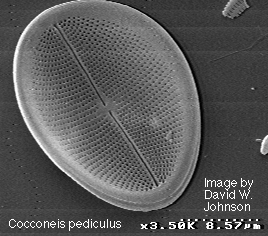 Image by
David W.
Johnson
Cocconeis pediculus
x3.50K 8.57µm